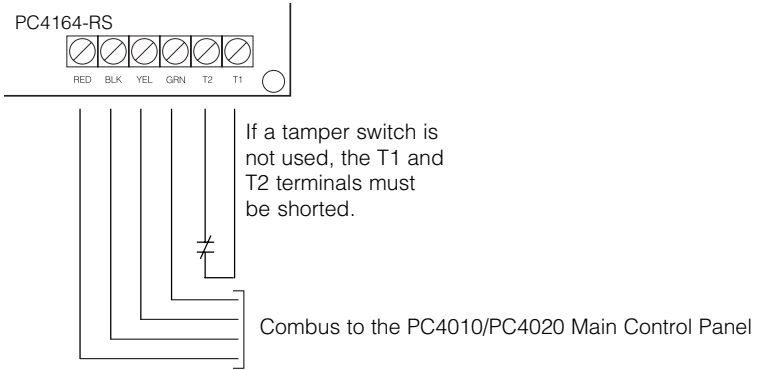 PC4164-RS
RED BLK YEL GRN T2 T1
If a tamper switch is
not used, the T1 and
T2 terminals must
be shorted.
Combus to the PC4010/PC4020 Main Control Panel